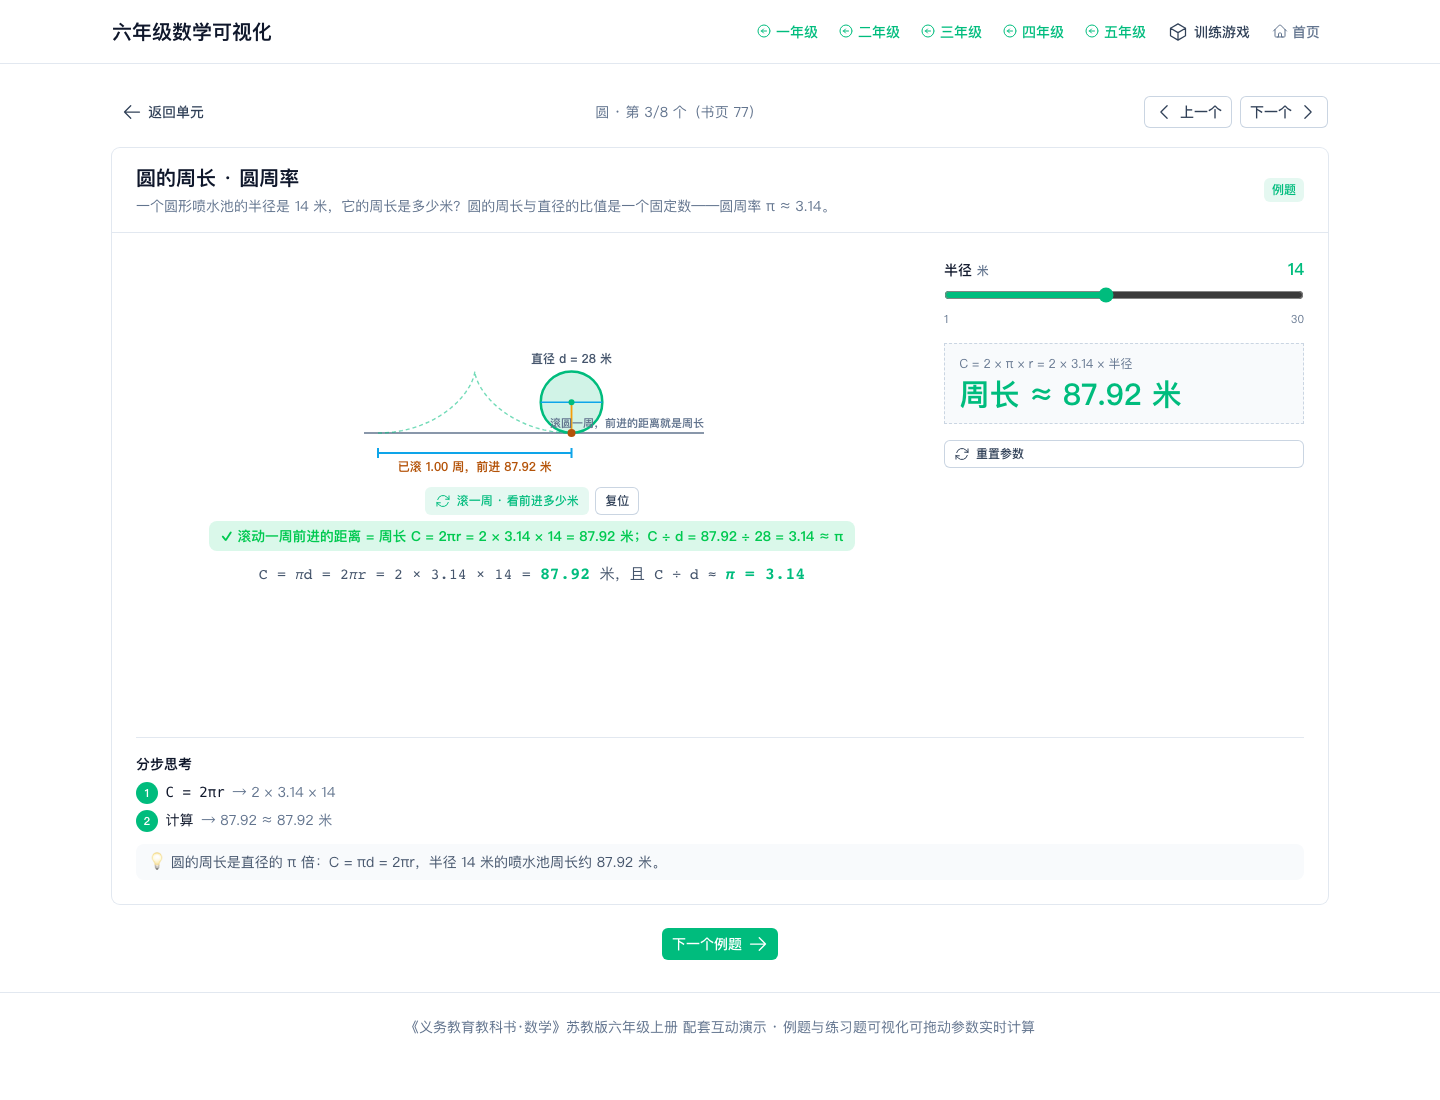 六年级数学可视化
一年级 二年级 三年级 四年级 五年级 训练游戏 首页
返回单元
圆 · 第 3/8 个（书页 77）
上一个 下一个
圆的周长 · 圆周率
一个圆形喷水池的半径是 14 米，它的周长是多少米？圆的周长与直径的比值是一个固定数——圆周率 π ≈ 3.14。
例题
直径 d = 28 米
滚圆一周，前进的距离就是周长
已滚 1.00 周，前进 87.92 米
滚一周 · 看前进多少米 复位
✓ 滚动一周前进的距离 = 周长 C = 2πr = 2 × 3.14 × 14 = 87.92 米；C ÷ d = 87.92 ÷ 28 = 3.14 ≈ π
C = πd = 2πr = 2 × 3.14 × 14 = 87.92 米，且 C ÷ d ≈ π = 3.14
半径 米 14
1 30
C = 2 × π × r = 2 × 3.14 × 半径
周长 ≈ 87.92 米
重置参数
分步思考
1 C = 2πr → 2 × 3.14 × 14
2 计算 → 87.92 ≈ 87.92 米
💡 圆的周长是直径的 π 倍：C = πd = 2πr，半径 14 米的喷水池周长约 87.92 米。
下一个例题 →
《义务教育教科书·数学》苏教版六年级上册 配套互动演示 · 例题与练习题可视化可拖动参数实时计算